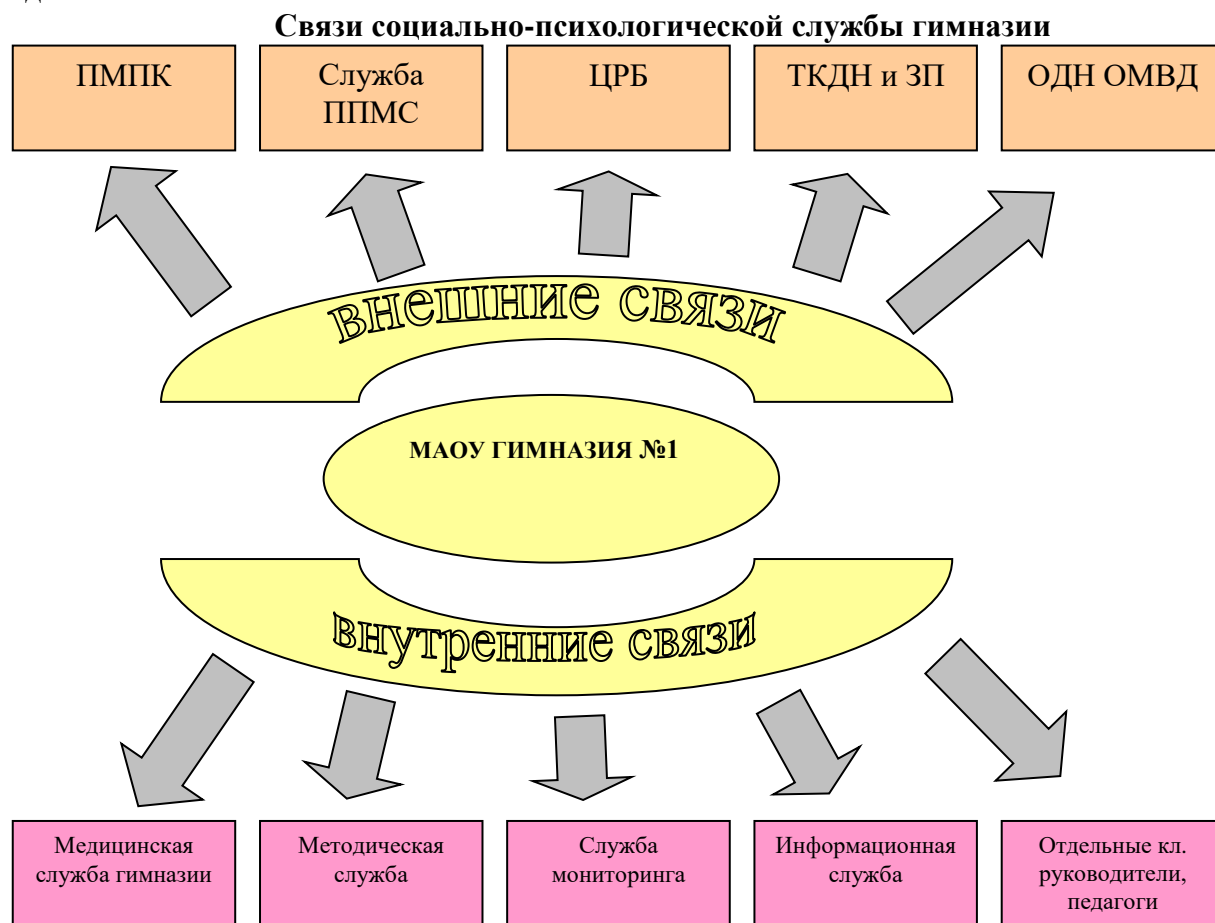 Связи социально-психологической службы гимназии
ПМПК
Служба
ППМС
ЦРБ
ТКДН и ЗП
ОДН ОМВД
внешние связи
МАОУ ГИМНАЗИЯ №1
внутренние связи
Медицинская
служба гимназии
Методическая
служба
Служба
мониторинга
Информационная
служба
Отдельные кл.
руководители,
педагоги